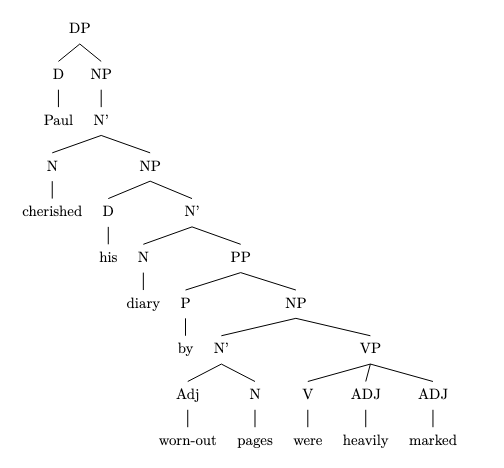 DP
D NP
Paul N'
N NP
cherished D N'
his N PP
diary P NP
by N' VP
Adj N V ADJ ADJ
worn-out pages were heavily marked